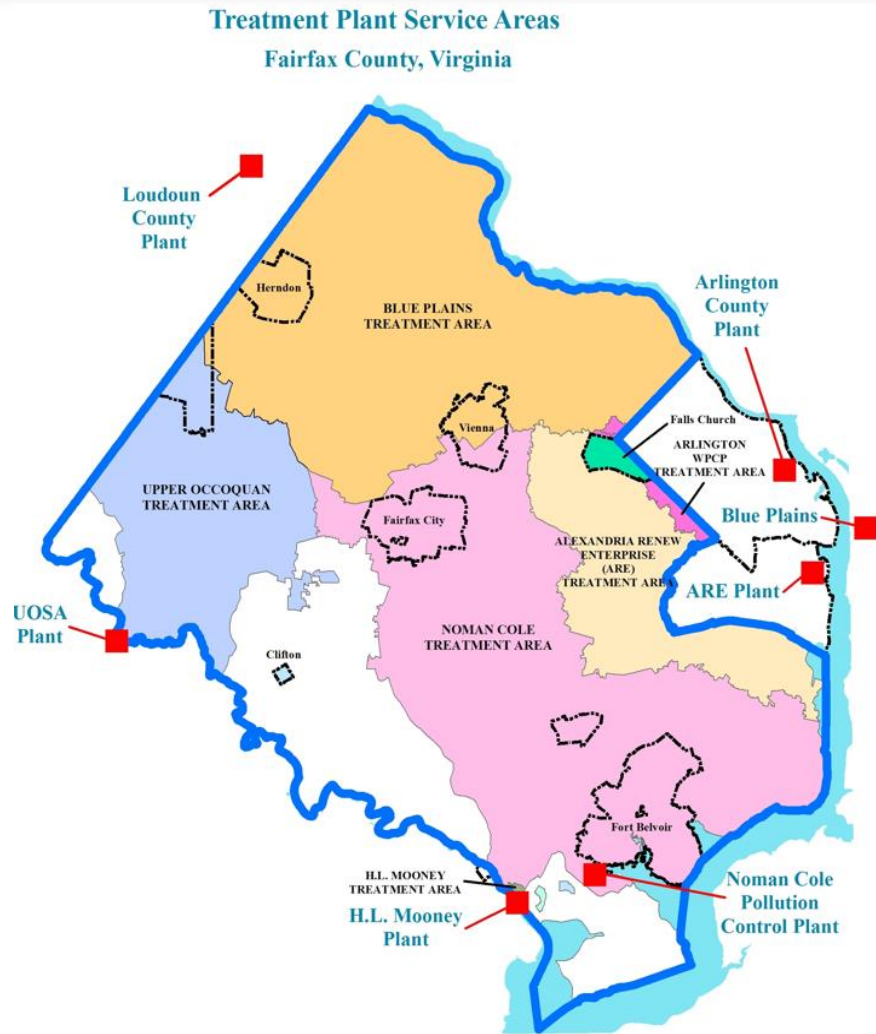 Treatment Plant Service Areas
Fairfax County, Virginia
Loudoun
County
Plant
Herndon
BLUE PLAINS
TREATMENT AREA
Arlington
County
Plant
Vienna
Falls Church
ARLINGTON
WPCP
TREATMENT AREA
UPPER OCCOQUAN
TREATMENT AREA
Fairfax City
Blue Plains
ALEXANDRIA RENEW
ENTERPRISE
(ARE)
TREATMENT AREA
ARE Plant
UOSA
Plant
NOMAN COLE
TREATMENT AREA
Clifton
Fort Belvoir
H.L. MOONEY
TREATMENT AREA
H.L. Mooney
Plant
Noman Cole
Pollution
Control Plant